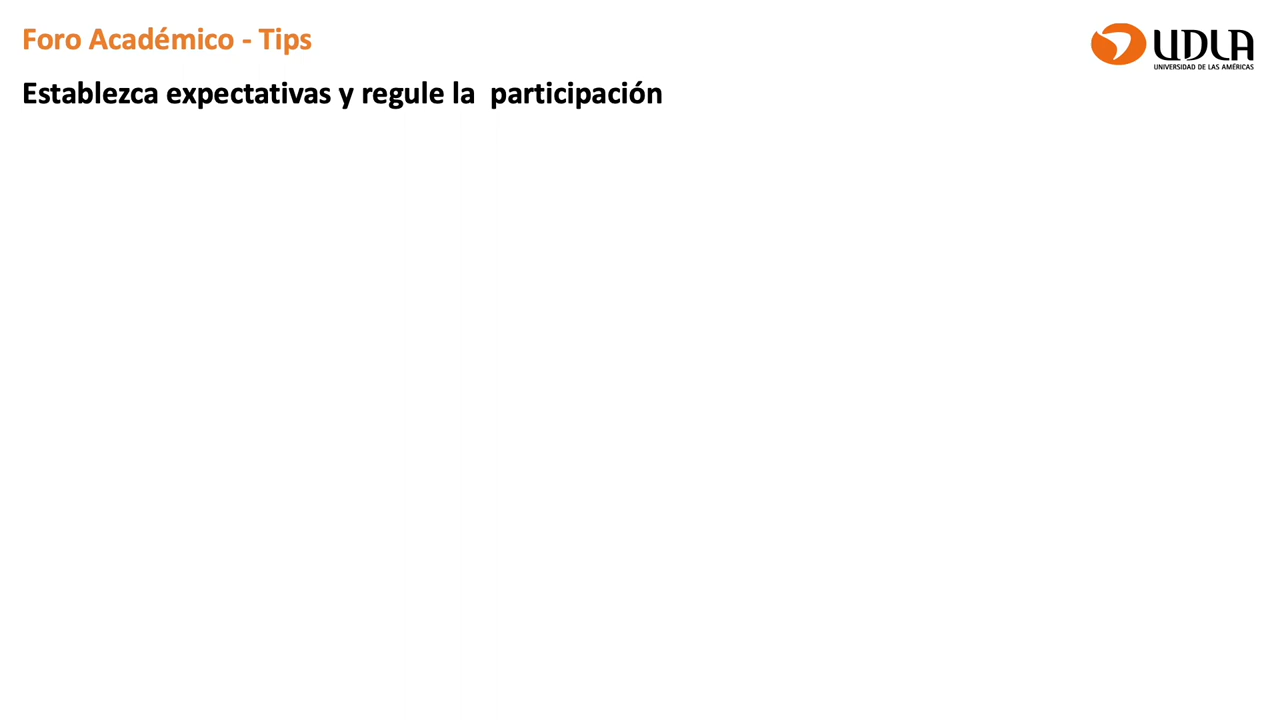 Foro Académico - Tips
UDLA
UNIVERSIDAD DE LAS AMÉRICAS
Establezca expectativas y regule la  participación